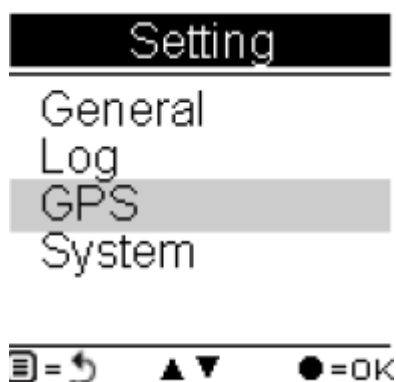 Setting
General
Log
GPS
System
= ▲ ▼ ●=OK